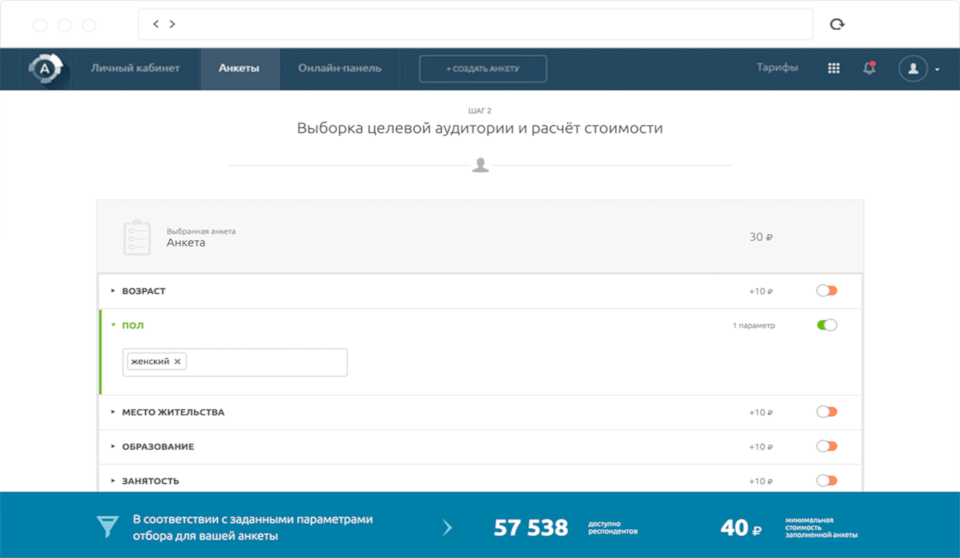 A
Личный кабинет
Анкеты
Онлайн-панель
+ СОЗДАТЬ АНКЕТУ
Тарифы
ШАГ 2
Выборка целевой аудитории и расчёт стоимости
Выбранная анкета
Анкета
30 ₽
ВОЗРАСТ
+10 ₽
ПОЛ
1 параметр
женский ×
МЕСТО ЖИТЕЛЬСТВА
+10 ₽
ОБРАЗОВАНИЕ
+10 ₽
ЗАНЯТОСТЬ
+10 ₽
В соответствии с заданными параметрами
отбора для вашей анкеты
57 538
доступно
респондентов
40 ₽
минимальная
стоимость
заполненной анкеты